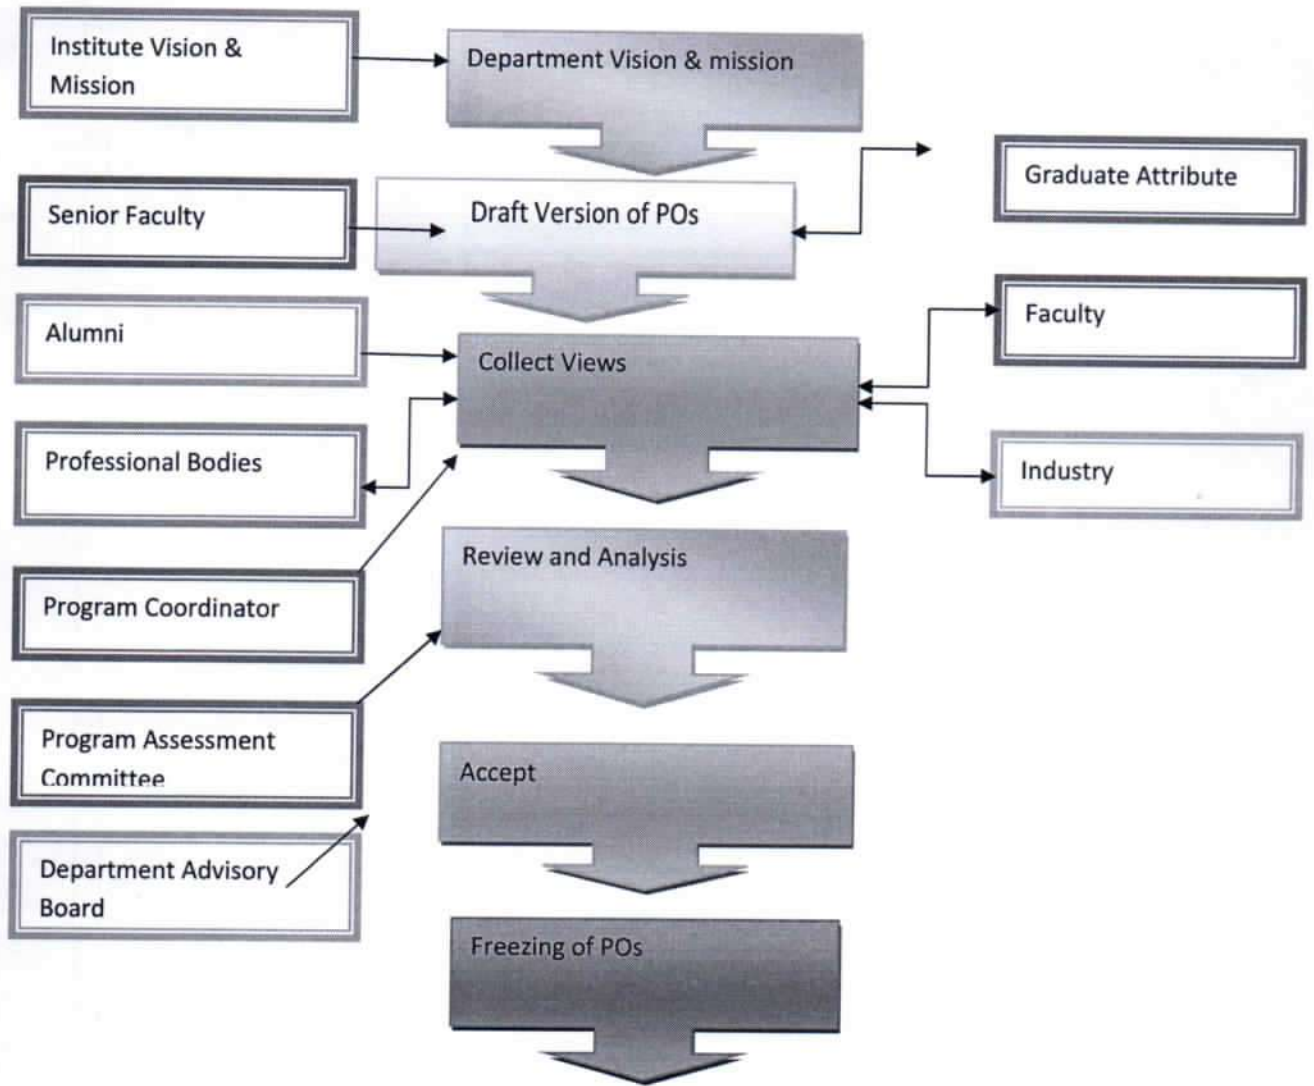 Institute Vision &
Mission
Department Vision & mission
Graduate Attribute
Senior Faculty
Draft Version of POs
Alumni
Collect Views
Faculty
Professional Bodies
Industry
Review and Analysis
Program Coordinator
Program Assessment
Committee
Accept
Department Advisory
Board
Freezing of POs